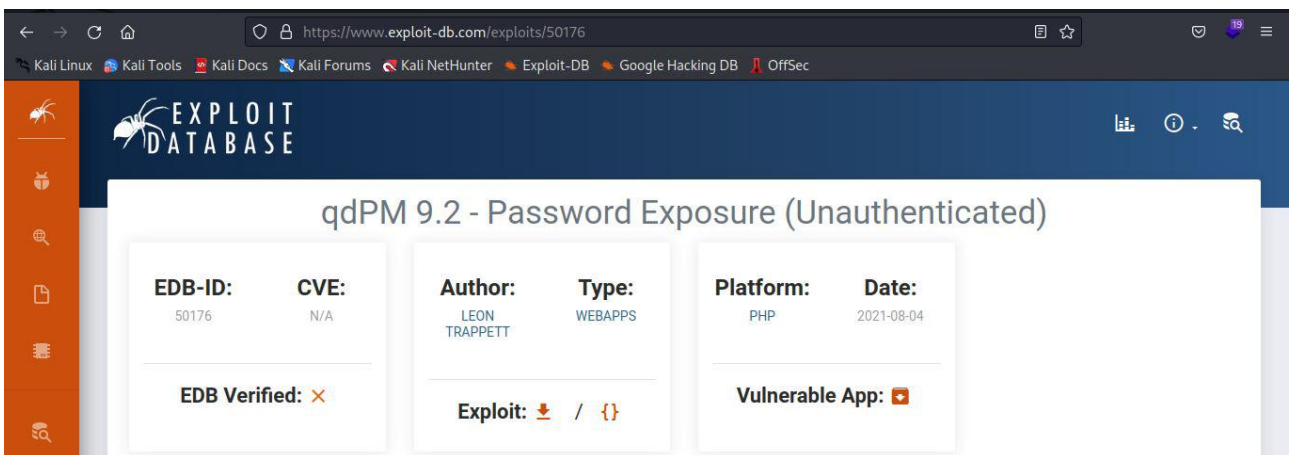 https://www.exploit-db.com/exploits/50176
19
Kali Linux Kali Tools Kali Docs Kali Forums Kali NetHunter Exploit-DB Google Hacking DB OffSec
EXPLOIT
DATABASE
qdPM 9.2 - Password Exposure (Unauthenticated)
EDB-ID: CVE: Author: Type: Platform: Date:
50176 N/A LEON WEBAPPS PHP 2021-08-04
TRAPPETT
EDB Verified: × Exploit: / {} Vulnerable App: